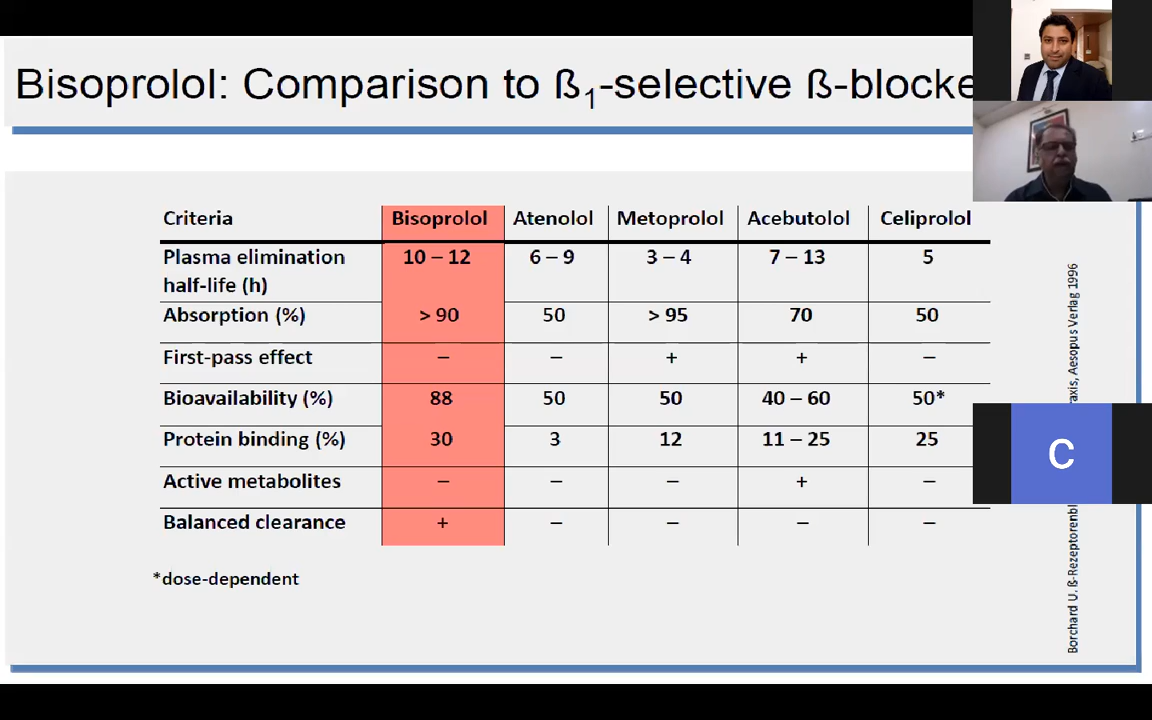 Bisoprolol: Comparison to ß1-selective ß-blocke
Criteria Bisoprolol Atenolol Metoprolol Acebutolol Celiprolol
Plasma elimination 10 – 12 6 – 9 3 – 4 7 – 13 5
half-life (h)
Absorption (%) > 90 50 > 95 70 50
First-pass effect – – + + –
Bioavailability (%) 88 50 50 40 – 60 50*
Protein binding (%) 30 3 12 11 – 25 25
Active metabolites – – – + –
Balanced clearance + – – – –
*dose-dependent
Borchard U. ß-Rezeptorenbl
raxis, Aesopus Verlag 1996
C